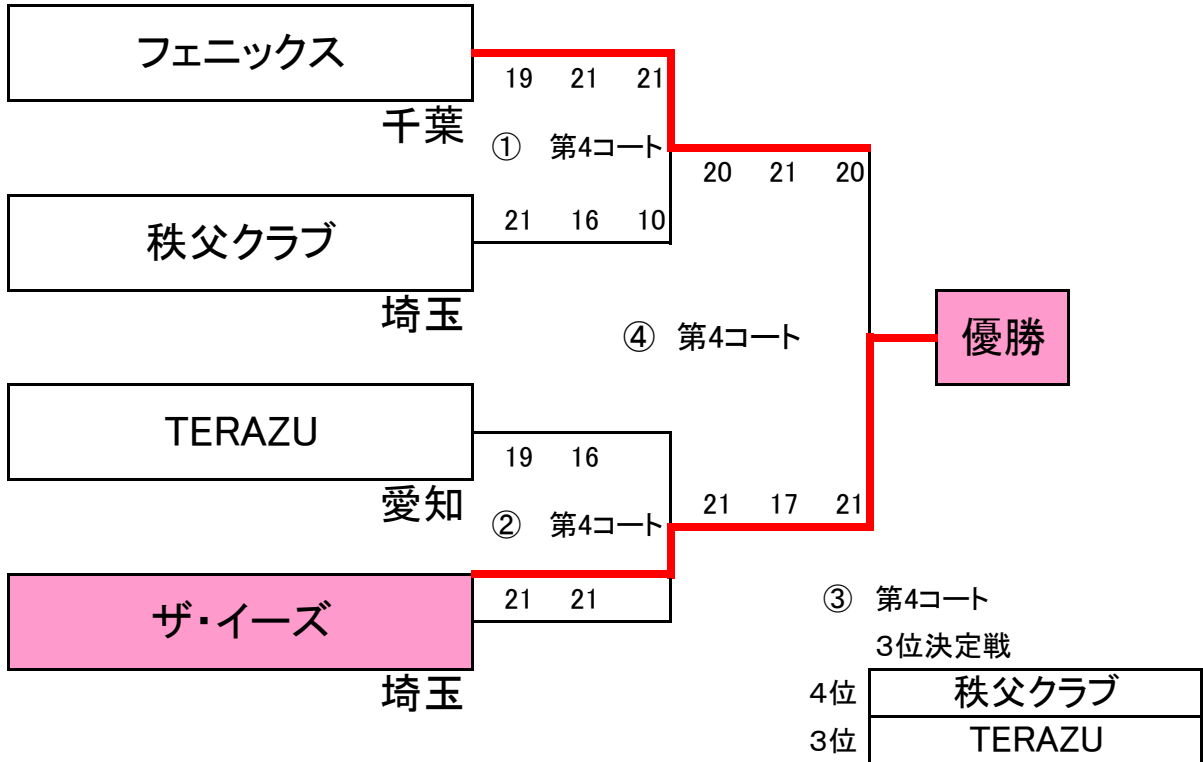 フェニックス
19 21 21
千葉
① 第4コート
20 21 20
秩父クラブ
21 16 10
埼玉
④ 第4コート
優勝
TERAZU
19 16
愛知
② 第4コート
21 17 21
ザ・イーズ
21 21
埼玉
③ 第4コート
３位決定戦
４位 秩父クラブ
３位 TERAZU